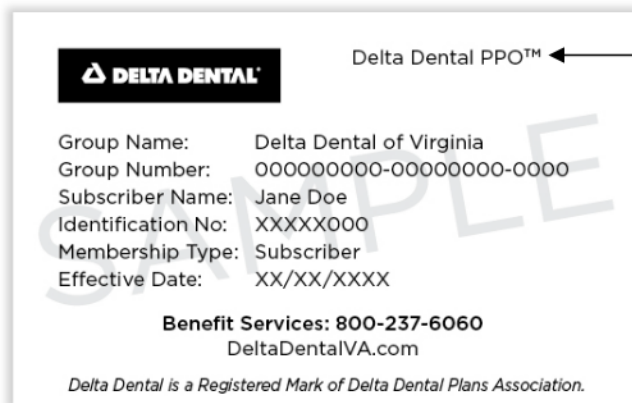 DELTA DENTAL®
Delta Dental PPO™
Group Name: Delta Dental of Virginia
Group Number: 000000000-00000000-0000
Subscriber Name: Jane Doe
Identification No: XXXXX000
Membership Type: Subscriber
Effective Date: XX/XX/XXXX
SAMPLE
Benefit Services: 800-237-6060
DeltaDentalVA.com
Delta Dental is a Registered Mark of Delta Dental Plans Association.